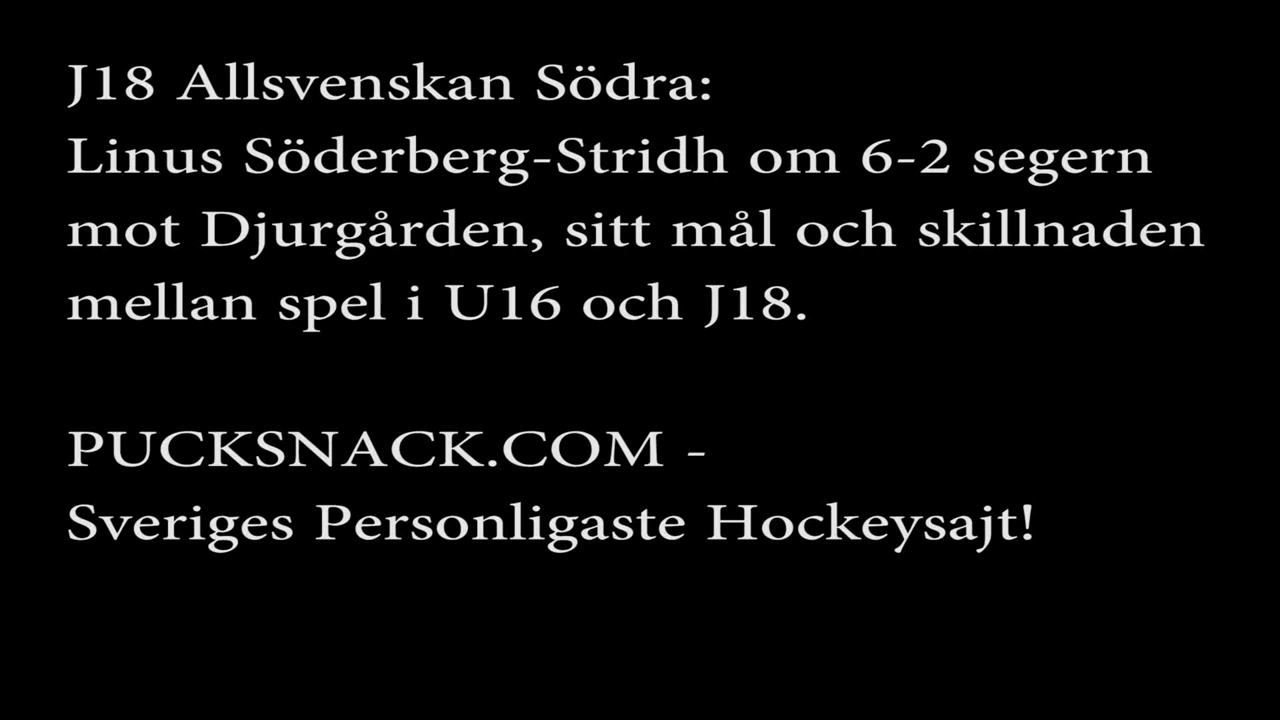 J18 Allsvenskan Södra:
Linus Söderberg-Stridh om 6-2 segern
mot Djurgården, sitt mål och skillnaden
mellan spel i U16 och J18.
PUCKSNACK.COM -
Sveriges Personligaste Hockeysajt!